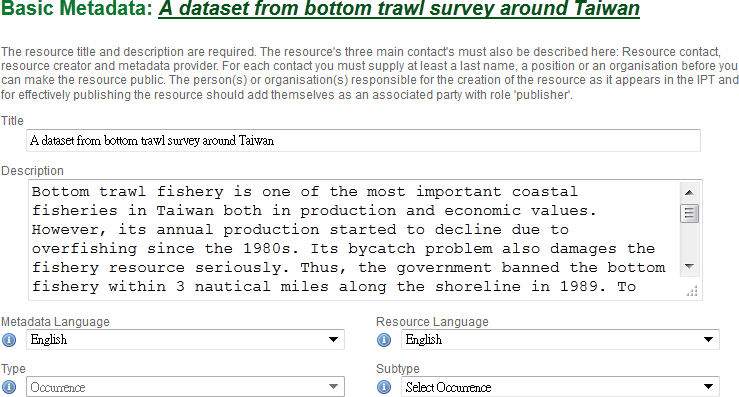 Basic Metadata: A dataset from bottom trawl survey around Taiwan
The resource title and description are required. The resource's three main contact's must also be described here: Resource contact,
resource creator and metadata provider. For each contact you must supply at least a last name, a position or an organisation before you
can make the resource public. The person(s) or organisation(s) responsible for the creation of the resource as it appears in the IPT and
for effectively publishing the resource should add themselves as an associated party with role 'publisher'.
Title
A dataset from bottom trawl survey around Taiwan
Description
Bottom trawl fishery is one of the most important coastal
fisheries in Taiwan both in production and economic values.
However, its annual production started to decline due to
overfishing since the 1980s. Its bycatch problem also damages the
fishery resource seriously. Thus, the government banned the bottom
fishery within 3 nautical miles along the shoreline in 1989. To
Metadata Language
English
Resource Language
English
Type
Occurrence
Subtype
Select Occurrence